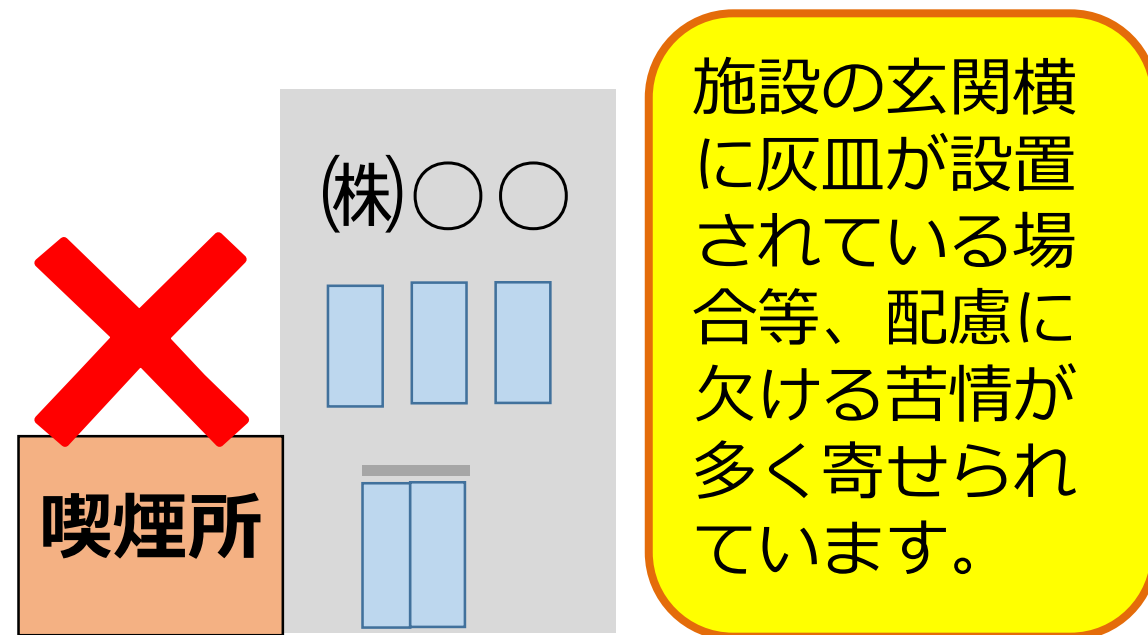 ㈱○○
喫煙所
施設の玄関横
に灰皿が設置
されている場
合等、配慮に
欠ける苦情が
多く寄せられ
ています。